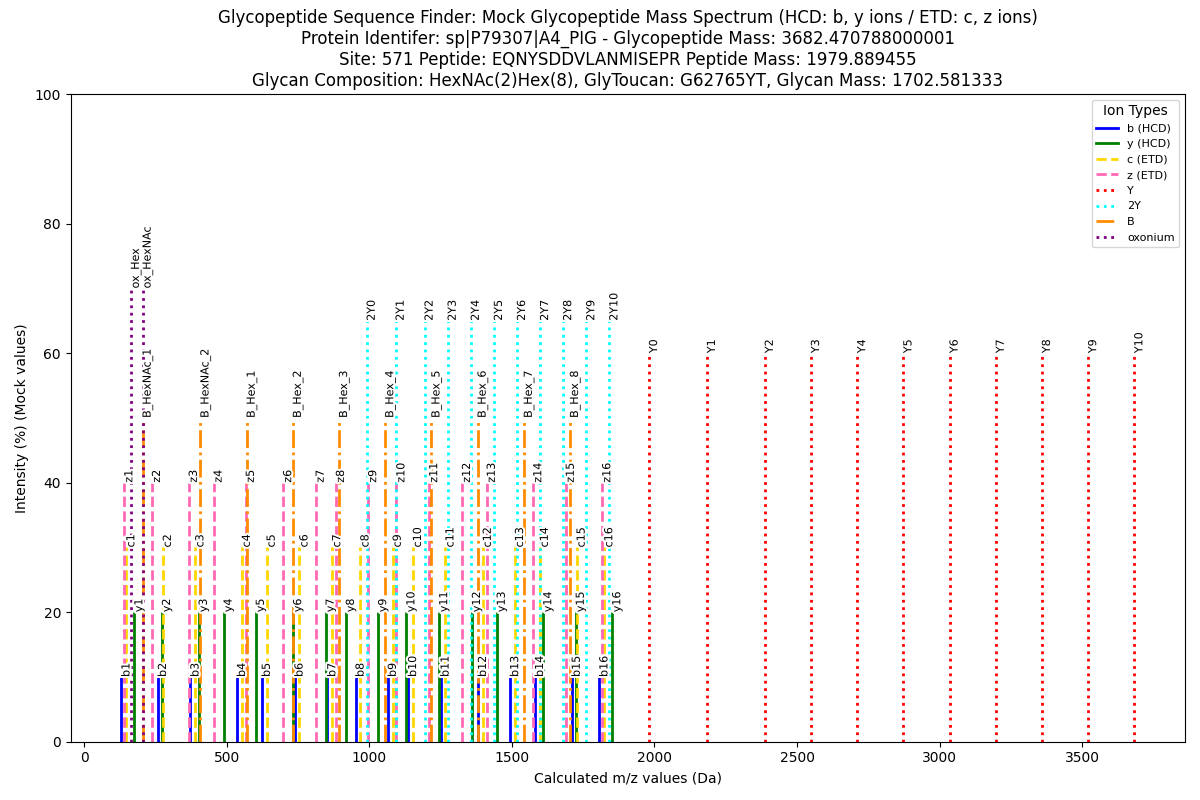 Glycopeptide Sequence Finder: Mock Glycopeptide Mass Spectrum (HCD: b, y ions / ETD: c, z ions)
Protein Identifer: sp|P79307|A4_PIG - Glycopeptide Mass: 3682.470788000001
Site: 571 Peptide: EQNYSDDVLANMISEPR Peptide Mass: 1979.889455
Glycan Composition: HexNAc(2)Hex(8), GlyToucan: G62765YT, Glycan Mass: 1702.581333
Intensity (%) (Mock values)
100
80
60
40
20
0
Ion Types
b (HCD)
y (HCD)
c (ETD)
z (ETD)
Y
2Y
B
oxonium
ox_Hex
ox_HexNAc
2Y0
2Y1
2Y2
2Y3
2Y4
2Y5
2Y6
2Y7
2Y8
2Y9
2Y10
Y0
Y1
Y2
Y3
Y4
Y5
Y6
Y7
Y8
Y9
Y10
B_HexNAc_1
B_HexNAc_2
B_Hex_1
B_Hex_2
B_Hex_3
B_Hex_4
B_Hex_5
B_Hex_6
B_Hex_7
B_Hex_8
z1
z2
z3
z4
z5
z6
z7
z8
z9
z10
z11
z12
z13
z14
z15
z16
c1
c2
c3
c4
c5
c6
c7
c8
c9
c10
c11
c12
c13
c14
c15
c16
y1
y2
y3
y4
y5
y6
y7
y8
y9
y10
y11
y12
y13
y14
y15
y16
b1
b2
b3
b4
b5
b6
b7
b8
b9
b10
b11
b12
b13
b14
b15
b16
0
500
1000
1500
2000
2500
3000
3500
Calculated m/z values (Da)